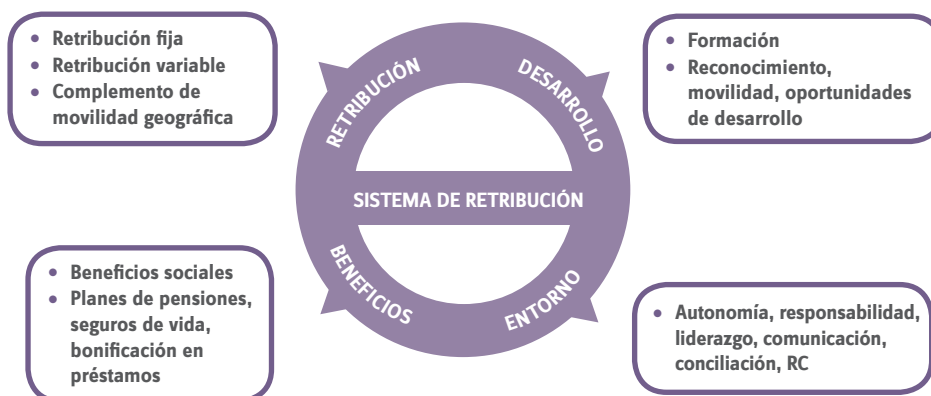 • Retribución fija
• Retribución variable
• Complemento de
movilidad geográfica
RETRIBUCIÓN
DESARROLLO
• Formación
• Reconocimiento,
movilidad, oportunidades
de desarrollo
SISTEMA DE RETRIBUCIÓN
• Beneficios sociales
• Planes de pensiones,
seguros de vida,
bonificación en
préstamos
BENEFICIOS
ENTORNO
• Autonomía, responsabilidad,
liderazgo, comunicación,
conciliación, RC